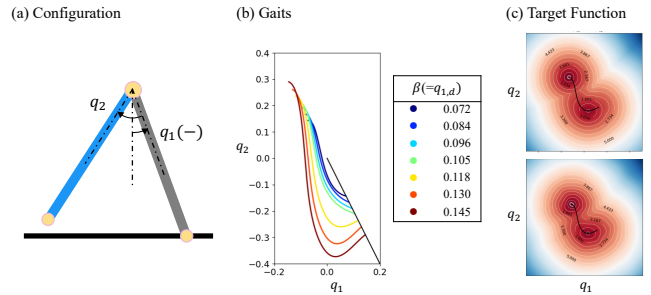 (a) Configuration
(b) Gaits
(c) Target Function
q₂
q₁(−)
q₂
0.4
0.3
0.2
0.1
0.0
−0.1
−0.2
−0.3
−0.4
−0.2
0.0
0.2
q₁
β(=q₁,d)
0.072
0.084
0.096
0.105
0.118
0.130
0.145
q₂
q₂
q₁